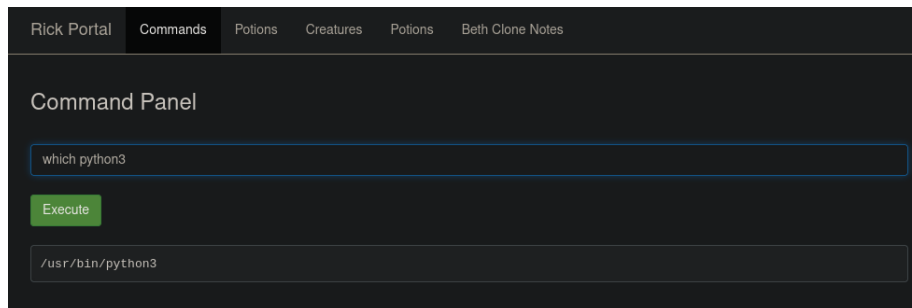 Rick Portal Commands Potions Creatures Potions Beth Clone Notes
Command Panel
which python3
Execute
/usr/bin/python3